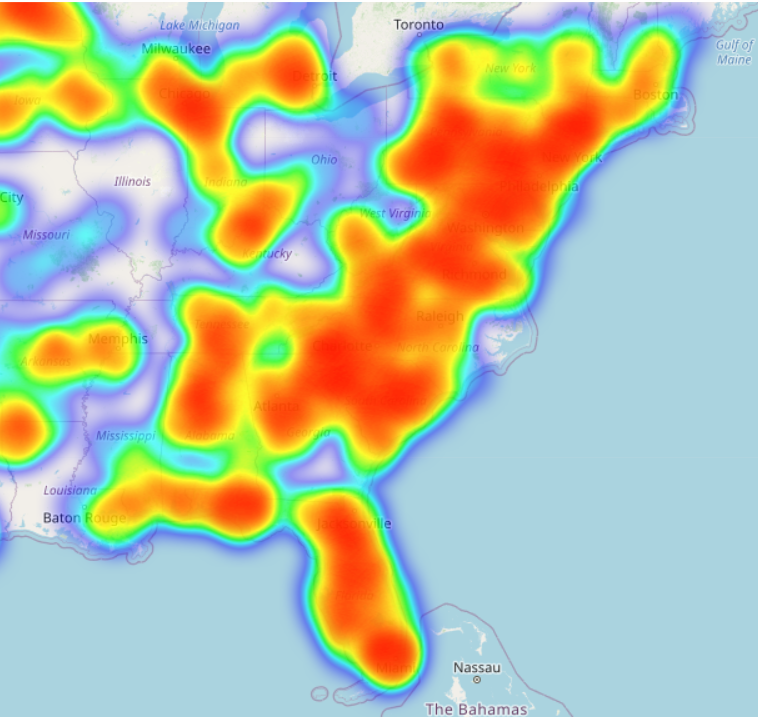 Lake Michigan
Toronto
Milwaukee
Gulf of
Maine
New York
Detroit
Iowa
Chicago
Boston
Ohio
New York
Illinois
Indiana
Philadelphia
City
West Virginia
Washington
Missouri
Kentucky
Richmond
Raleigh
Tennessee
Memphis
Charlotte
North Carolina
Arkansas
Atlanta
Mississippi
Alabama
Georgia
Louisiana
Baton Rouge
Jacksonville
Miami
Nassau
The Bahamas